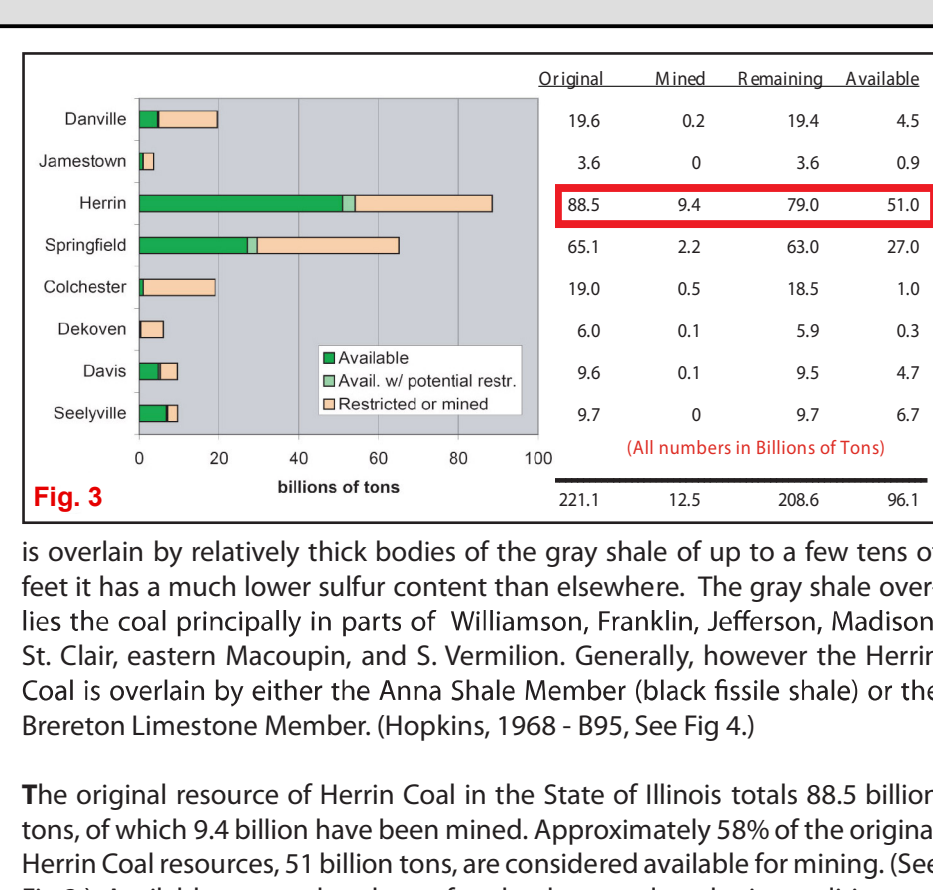 Original Mined Remaining Available
Danville 19.6 0.2 19.4 4.5
Jamestown 3.6 0 3.6 0.9
Herrin 88.5 9.4 79.0 51.0
Springfield 65.1 2.2 63.0 27.0
Colchester 19.0 0.5 18.5 1.0
Dekoven 6.0 0.1 5.9 0.3
Available
Davis 9.6 0.1 9.5 4.7
Avail. w/ potential restr.
Restricted or mined
Seelyville 9.7 0 9.7 6.7
(All numbers in Billions of Tons)
0 20 40 60 80 100
billions of tons
Fig. 3
221.1 12.5 208.6 96.1
is overlain by relatively thick bodies of the gray shale of up to a few tens of
feet it has a much lower sulfur content than elsewhere. The gray shale over-
lies the coal principally in parts of Williamson, Franklin, Jefferson, Madison
St. Clair, eastern Macoupin, and S. Vermilion. Generally, however the Herrin
Coal is overlain by either the Anna Shale Member (black fissile shale) or the
Brereton Limestone Member. (Hopkins, 1968 - B95, See Fig 4.)
The original resource of Herrin Coal in the State of Illinois totals 88.5 billion
tons, of which 9.4 billion have been mined. Approximately 58% of the original
Herrin Coal resources, 51 billion tons, are considered available for mining. (See